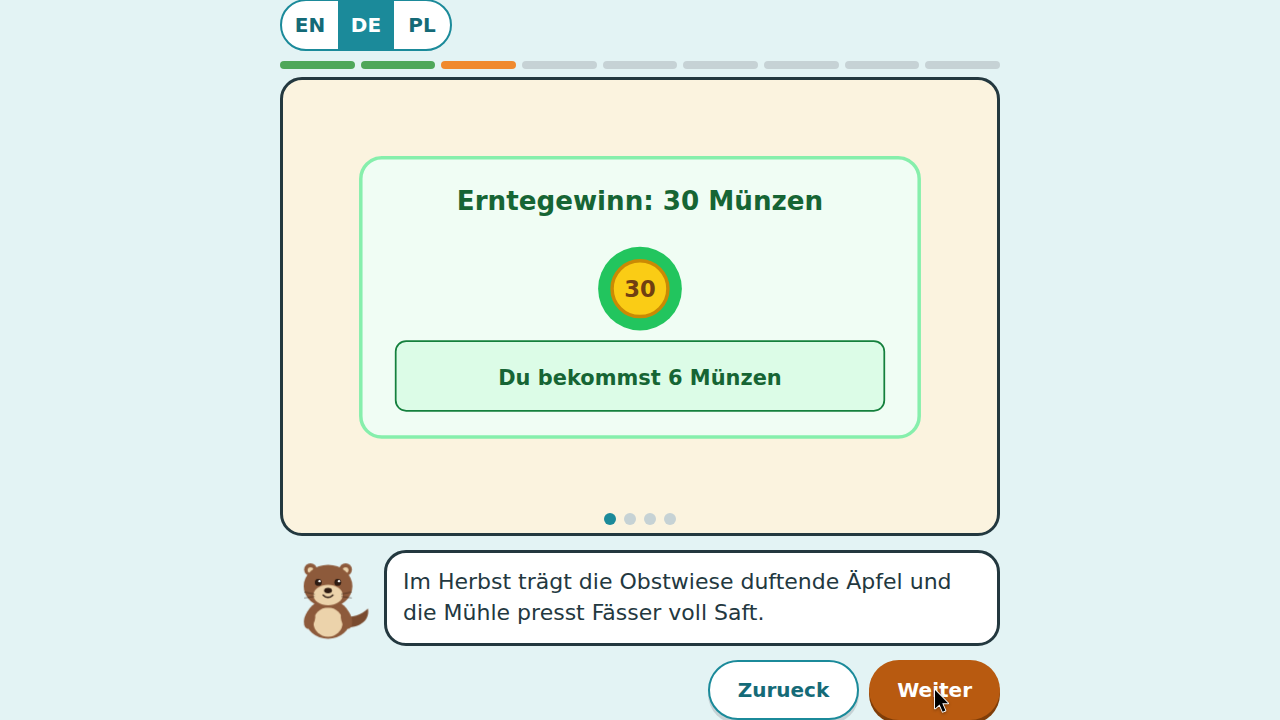 EN DE PL
Erntegewinn: 30 Münzen
30
Du bekommst 6 Münzen
Im Herbst trägt die Obstwiese duftende Äpfel und
die Mühle presst Fässer voll Saft.
Zurueck Weiter